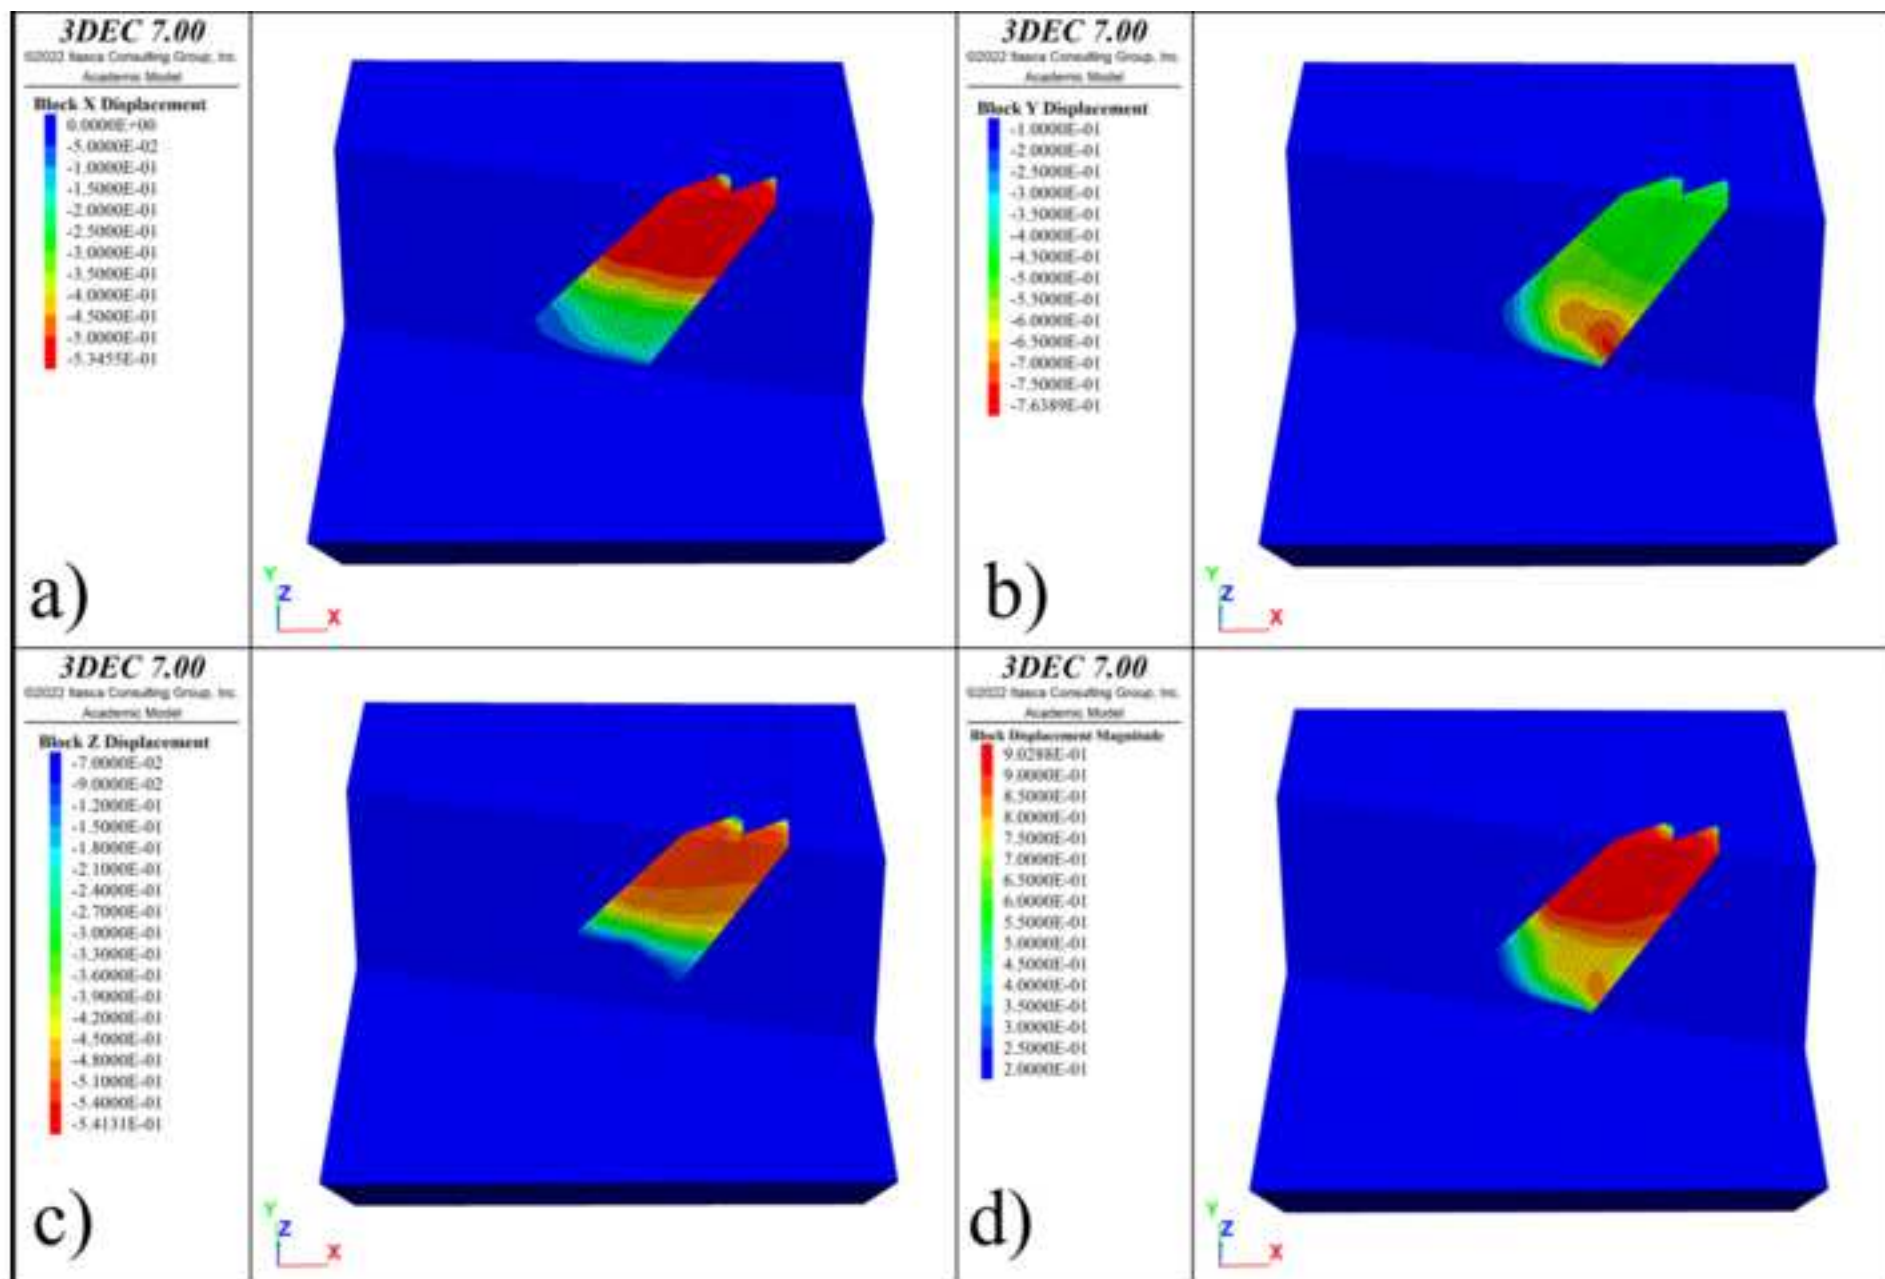 3DEC 7.00
©2022 Itasca Consulting Group, Inc.
Academic Model
Block X Displacement
0.0000E+00
-5.0000E-02
-1.0000E-01
-1.5000E-01
-2.0000E-01
-2.5000E-01
-3.0000E-01
-3.5000E-01
-4.0000E-01
-4.5000E-01
-5.0000E-01
-5.3455E-01
a)
Y
Z
X
3DEC 7.00
©2022 Itasca Consulting Group, Inc.
Academic Model
Block Y Displacement
-1.0000E-01
-2.0000E-01
-2.5000E-01
-3.0000E-01
-3.5000E-01
-4.0000E-01
-4.5000E-01
-5.0000E-01
-5.5000E-01
-6.0000E-01
-6.5000E-01
-7.0000E-01
-7.5000E-01
-7.6389E-01
b)
Y
Z
X
3DEC 7.00
©2022 Itasca Consulting Group, Inc.
Academic Model
Block Z Displacement
-7.0000E-02
-9.0000E-02
-1.2000E-01
-1.5000E-01
-1.8000E-01
-2.1000E-01
-2.4000E-01
-2.7000E-01
-3.0000E-01
-3.3000E-01
-3.6000E-01
-3.9000E-01
-4.2000E-01
-4.5000E-01
-4.8000E-01
-5.1000E-01
-5.4000E-01
-5.4131E-01
c)
Y
Z
X
3DEC 7.00
©2022 Itasca Consulting Group, Inc.
Academic Model
Block Displacement Magnitude
9.0288E-01
9.0000E-01
8.5000E-01
8.0000E-01
7.5000E-01
7.0000E-01
6.5000E-01
6.0000E-01
5.5000E-01
5.0000E-01
4.5000E-01
4.0000E-01
3.5000E-01
3.0000E-01
2.5000E-01
2.0000E-01
d)
Y
Z
X